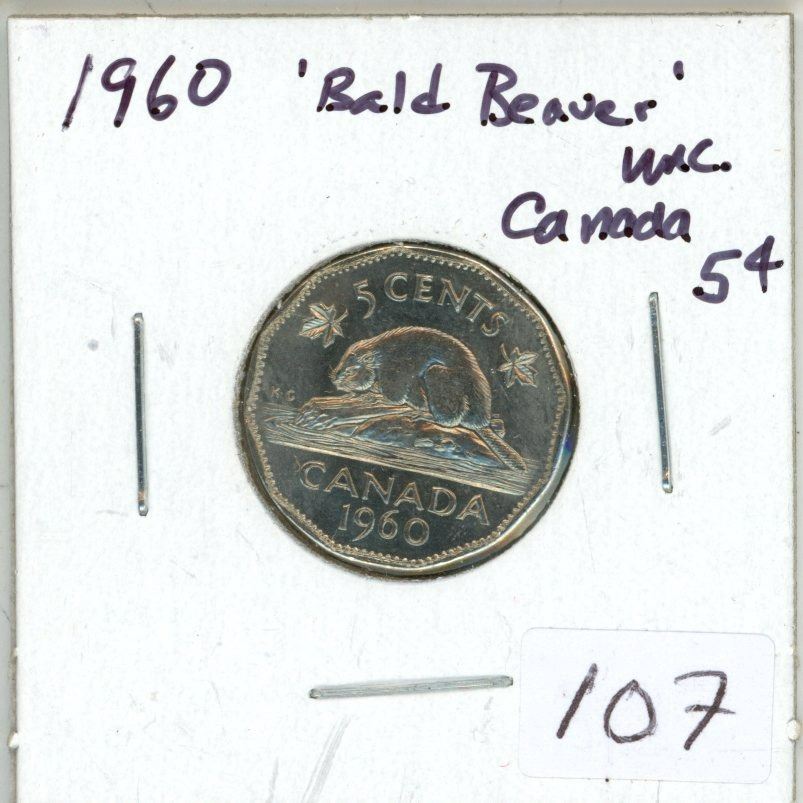 1960 'Bald Beaver'
Unc.
Canada
5¢
5 CENTS
KG
CANADA
1960
107